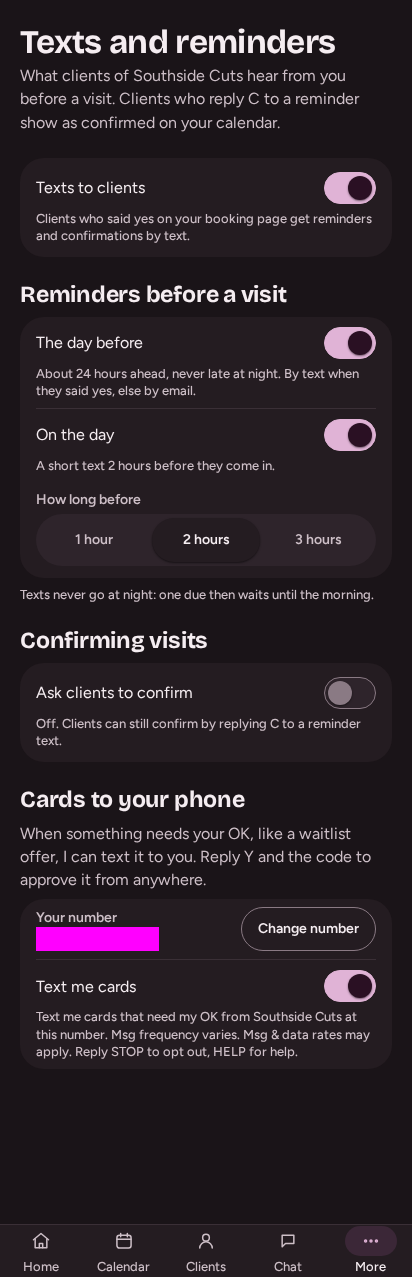 Texts and reminders
What clients of Southside Cuts hear from you
before a visit. Clients who reply C to a reminder
show as confirmed on your calendar.
Texts to clients
Clients who said yes on your booking page get reminders
and confirmations by text.
Reminders before a visit
The day before
About 24 hours ahead, never late at night. By text when
they said yes, else by email.
On the day
A short text 2 hours before they come in.
How long before
1 hour
2 hours
3 hours
Texts never go at night: one due then waits until the morning.
Confirming visits
Ask clients to confirm
Off. Clients can still confirm by replying C to a reminder
text.
Cards to your phone
When something needs your OK, like a waitlist
offer, I can text it to you. Reply Y and the code to
approve it from anywhere.
Your number
Change number
Text me cards
Text me cards that need my OK from Southside Cuts at
this number. Msg frequency varies. Msg & data rates may
apply. Reply STOP to opt out, HELP for help.
Home
Calendar
Clients
Chat
More